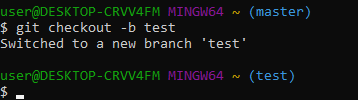 user@DESKTOP-CRVV4FM MINGW64 ~ (master)
$ git checkout -b test
Switched to a new branch 'test'
user@DESKTOP-CRVV4FM MINGW64 ~ (test)
$